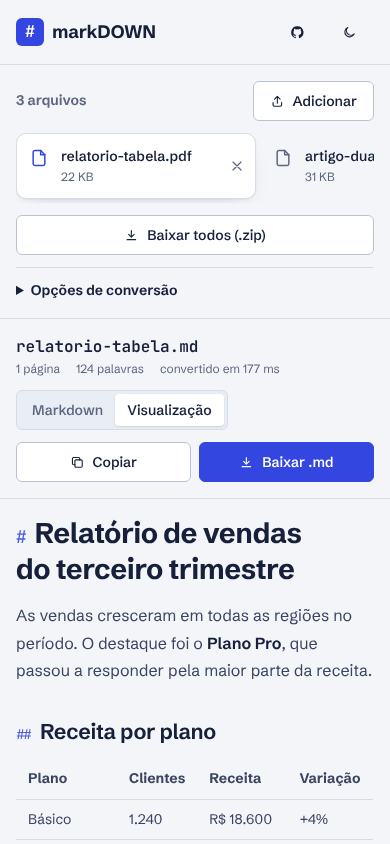 # markDOWN
3 arquivos
Adicionar
relatorio-tabela.pdf
22 KB
artigo-dua
31 KB
Baixar todos (.zip)
Opções de conversão
relatorio-tabela.md
1 página 124 palavras convertido em 177 ms
Markdown Visualização
Copiar Baixar .md
# Relatório de vendas
do terceiro trimestre
As vendas cresceram em todas as regiões no
período. O destaque foi o Plano Pro, que
passou a responder pela maior parte da receita.
## Receita por plano
Plano Clientes Receita Variação
Básico 1.240 R$ 18.600 +4%